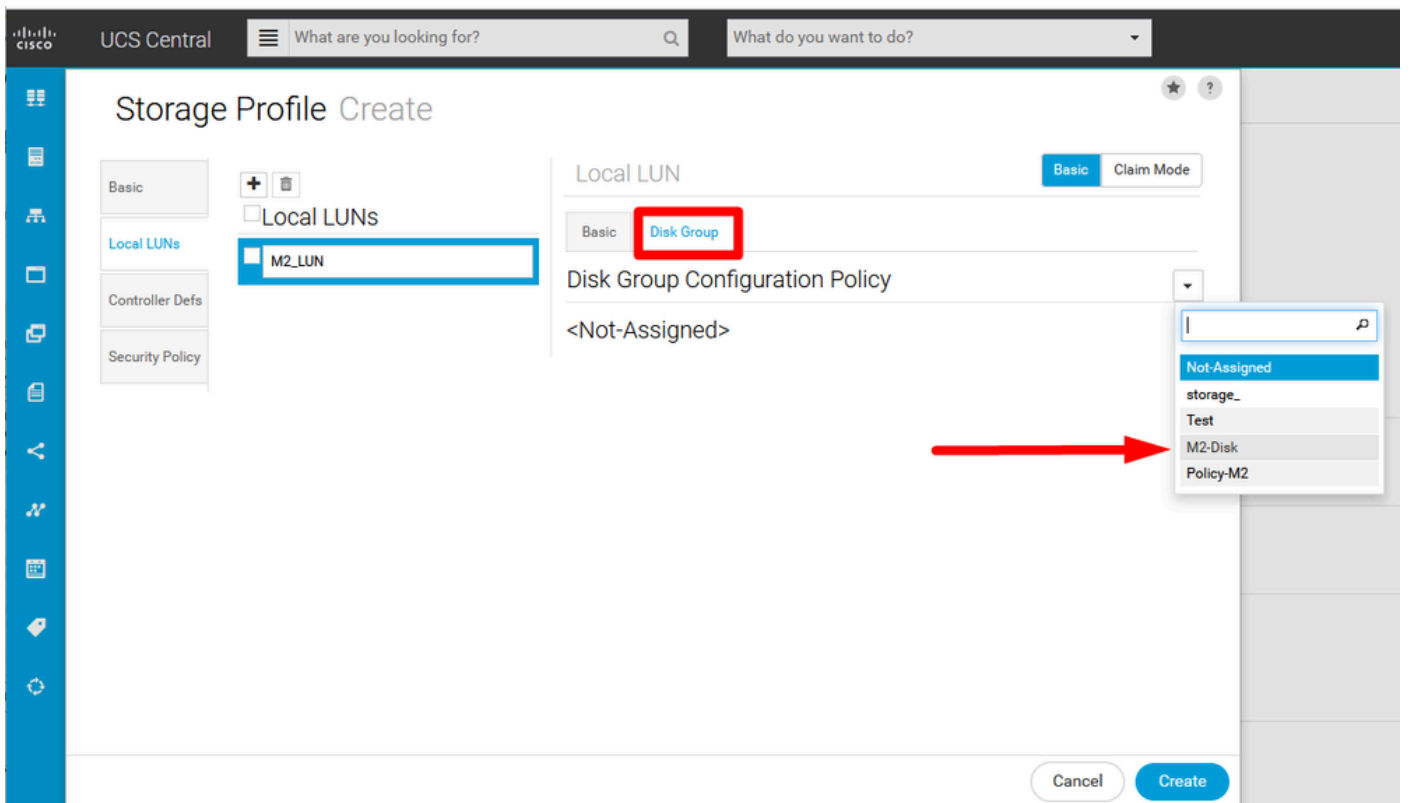 cisco
UCS Central
What are you looking for?
What do you want to do?
?
Storage Profile Create
Basic
Local LUNs
Controller Defs
Security Policy
Local LUNs
M2_LUN
Local LUN
Basic
Claim Mode
Basic
Disk Group
Disk Group Configuration Policy
<Not-Assigned>
Not-Assigned
storage_
Test
M2-Disk
Policy-M2
Cancel
Create